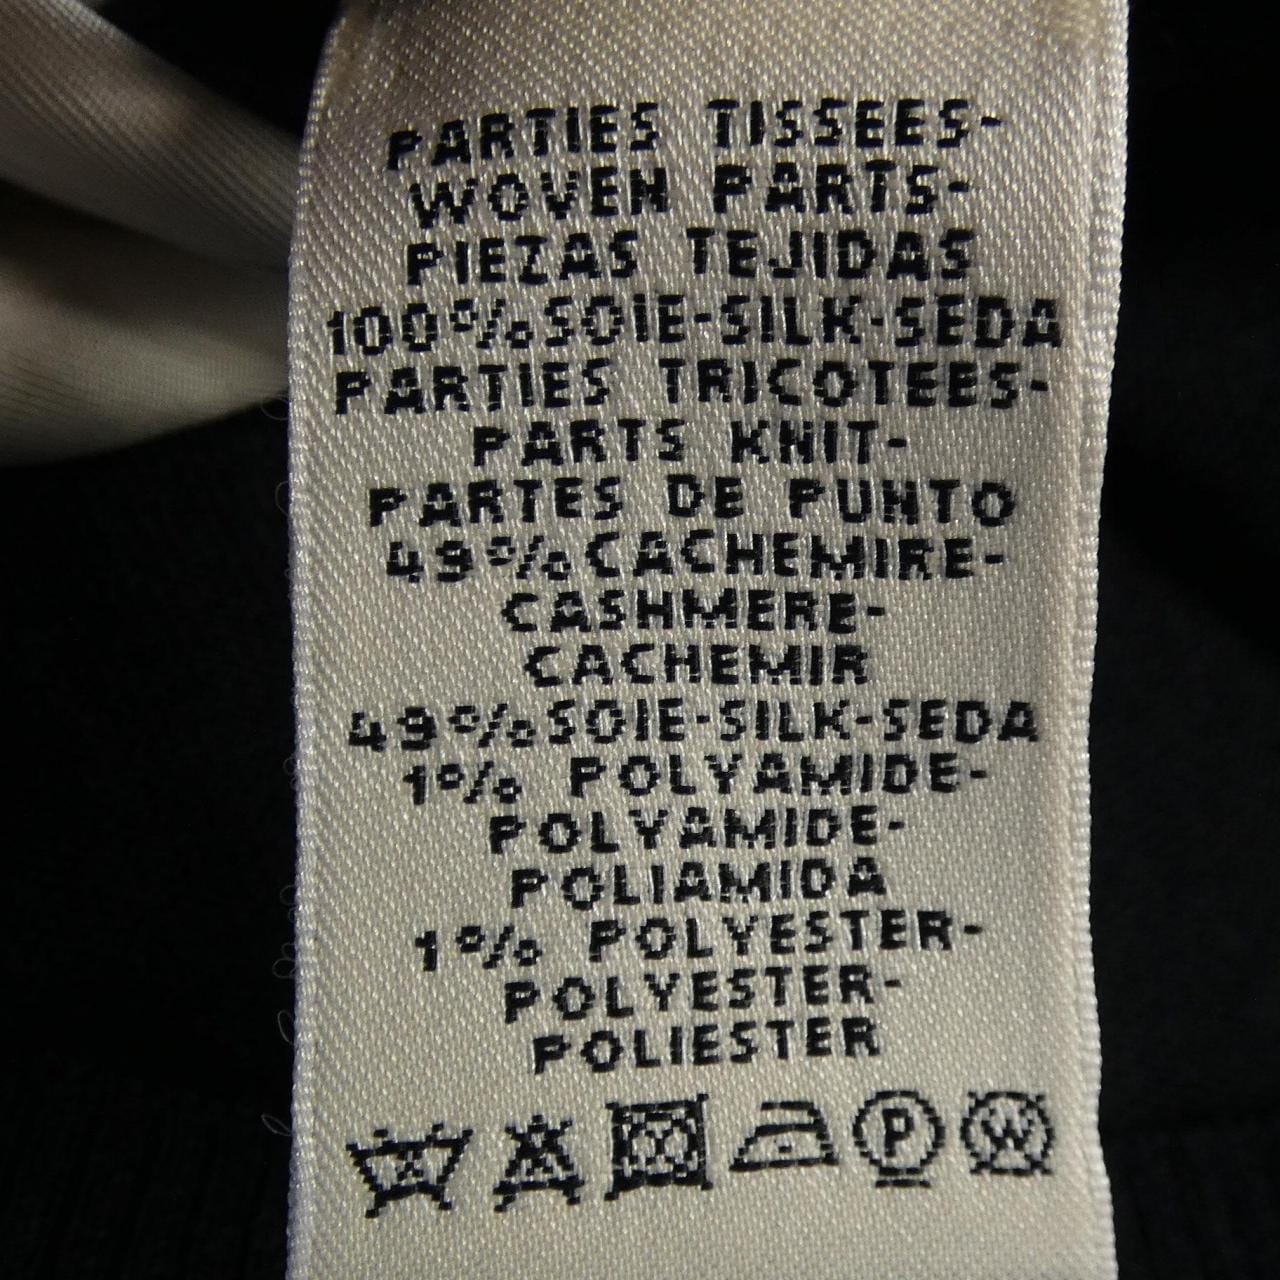 PARTIES TISSEES-
WOVEN PARTS-
PIEZAS TEJIDAS
100%SOIE-SILK-SEDA
PARTIES TRICOTEES-
PARTS KNIT-
PARTES DE PUNTO
49%CACHEMIRE-
CASHMERE-
CACHEMIR
49%SOIE-SILK-SEDA
1% POLYAMIDE-
POLYAMIDE-
POLIAMIDA
1% POLYESTER-
POLYESTER-
POLIESTER
P W